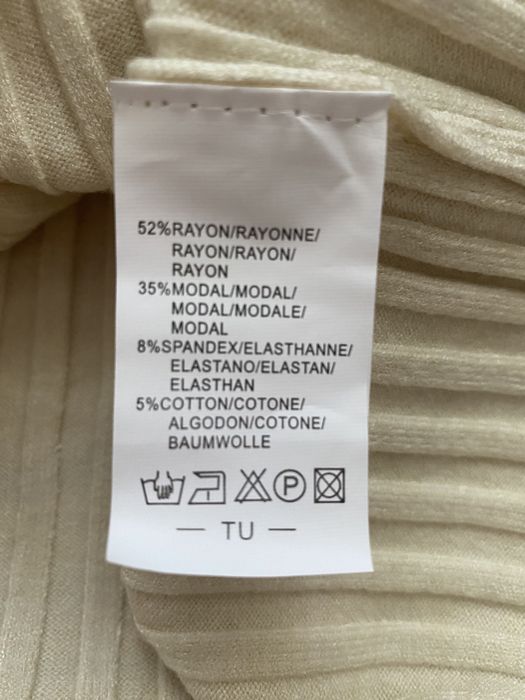 52%RAYON/RAYONNE/
RAYON/RAYON/
RAYON
35%MODAL/MODAL/
MODAL/MODALE/
MODAL
8%SPANDEX/ELASTHANNE/
ELASTANO/ELASTAN/
ELASTHAN
5%COTTON/COTONE/
ALGODON/COTONE/
BAUMWOLLE
P
— TU —